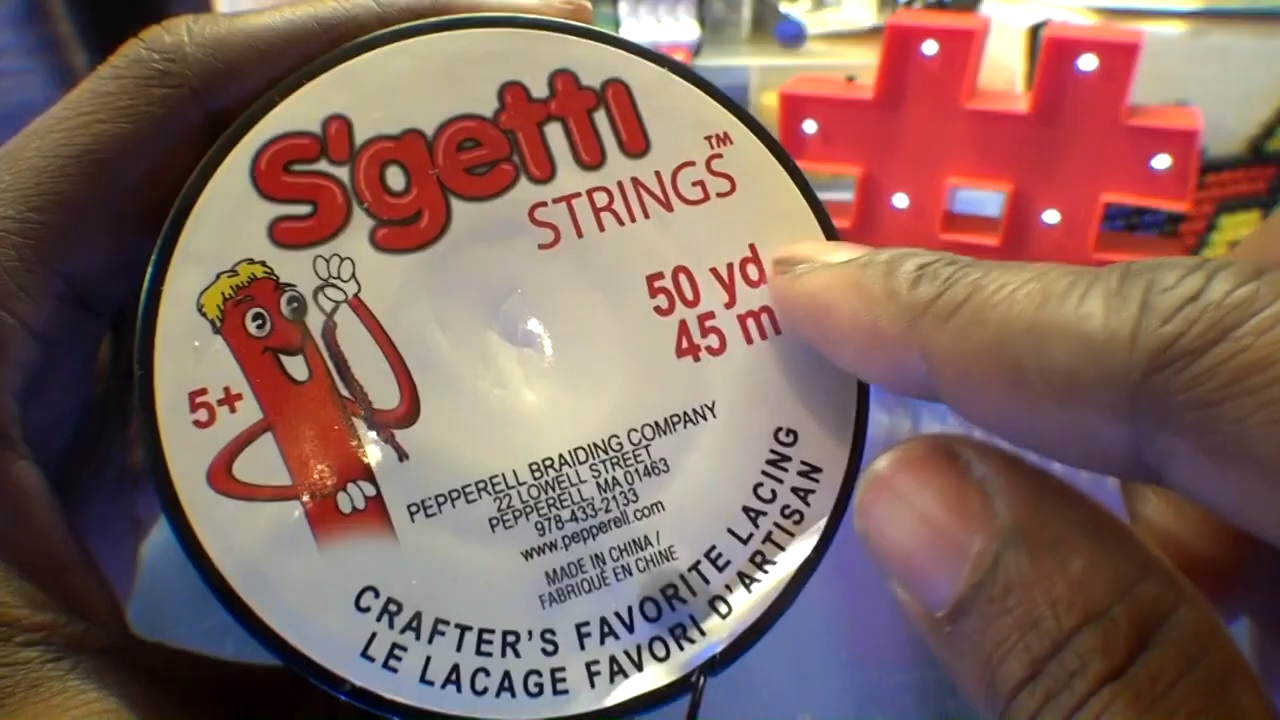 S'getti
STRINGS™
50 yd
45 m
5+
PEPPERELL BRAIDING COMPANY
22 LOWELL STREET
PEPPERELL, MA 01463
978-433-2133
www.pepperell.com
MADE IN CHINA /
FABRIQUÉ EN CHINE
CRAFTER'S FAVORITE LACING
LE LACAGE FAVORI D'ARTISAN